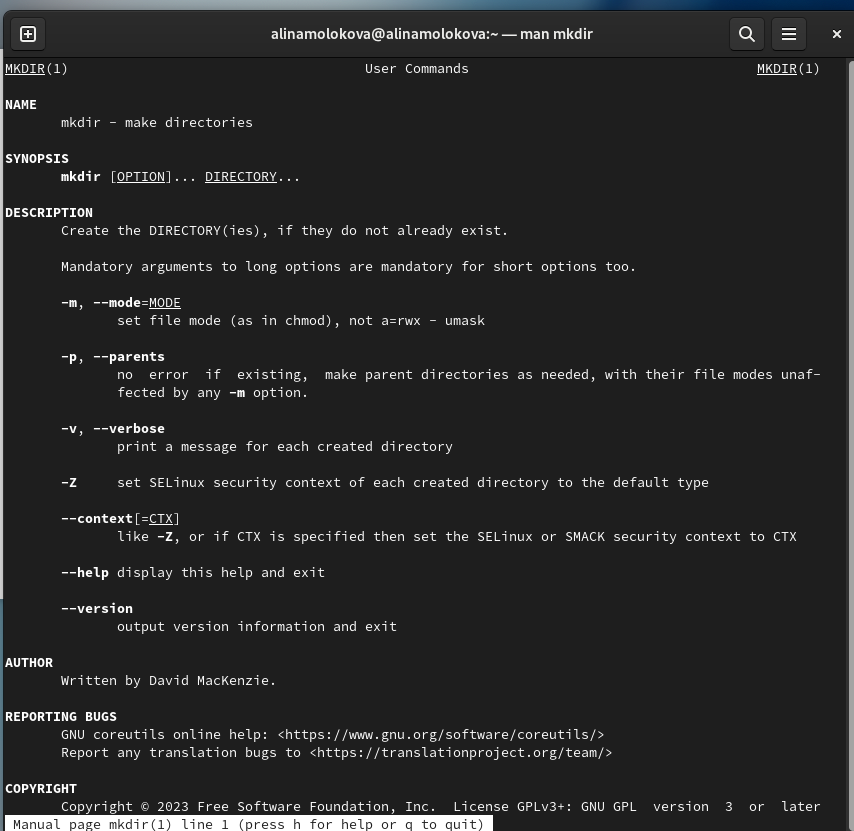 alinamolokova@alinamolokova:~ — man mkdir
MKDIR(1) User Commands MKDIR(1)
NAME
mkdir - make directories
SYNOPSIS
mkdir [OPTION]... DIRECTORY...
DESCRIPTION
Create the DIRECTORY(ies), if they do not already exist.
Mandatory arguments to long options are mandatory for short options too.
-m, --mode=MODE
set file mode (as in chmod), not a=rwx - umask
-p, --parents
no error if existing, make parent directories as needed, with their file modes unaf-
fected by any -m option.
-v, --verbose
print a message for each created directory
-Z set SELinux security context of each created directory to the default type
--context[=CTX]
like -Z, or if CTX is specified then set the SELinux or SMACK security context to CTX
--help display this help and exit
--version
output version information and exit
AUTHOR
Written by David MacKenzie.
REPORTING BUGS
GNU coreutils online help: <https://www.gnu.org/software/coreutils/>
Report any translation bugs to <https://translationproject.org/team/>
COPYRIGHT
Copyright © 2023 Free Software Foundation, Inc. License GPLv3+: GNU GPL version 3 or later
Manual page mkdir(1) line 1 (press h for help or q to quit)